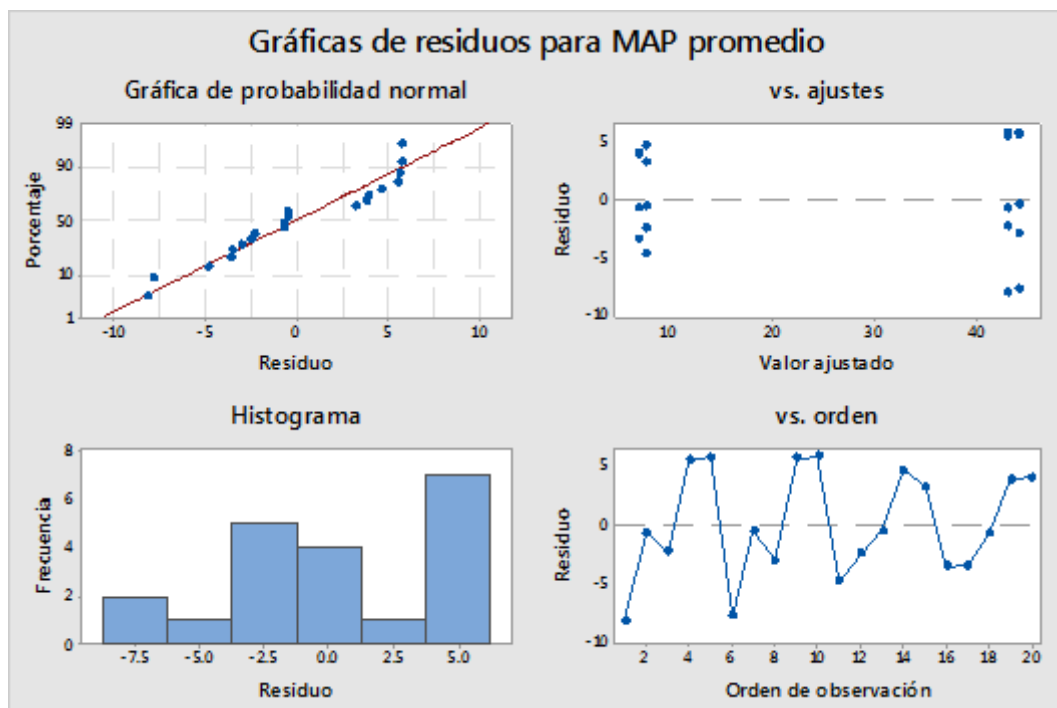 Gráficas de residuos para MAP promedio
Gráfica de probabilidad normal
99
90
50
10
1
Porcentaje
-10 -5 0 5 10
Residuo
vs. ajustes
5
0
-5
-10
Residuo
10 20 30 40
Valor ajustado
Histograma
8
6
4
2
0
Frecuencia
-7.5 -5.0 -2.5 0.0 2.5 5.0
Residuo
vs. orden
5
0
-5
-10
Residuo
2 4 6 8 10 12 14 16 18 20
Orden de observación